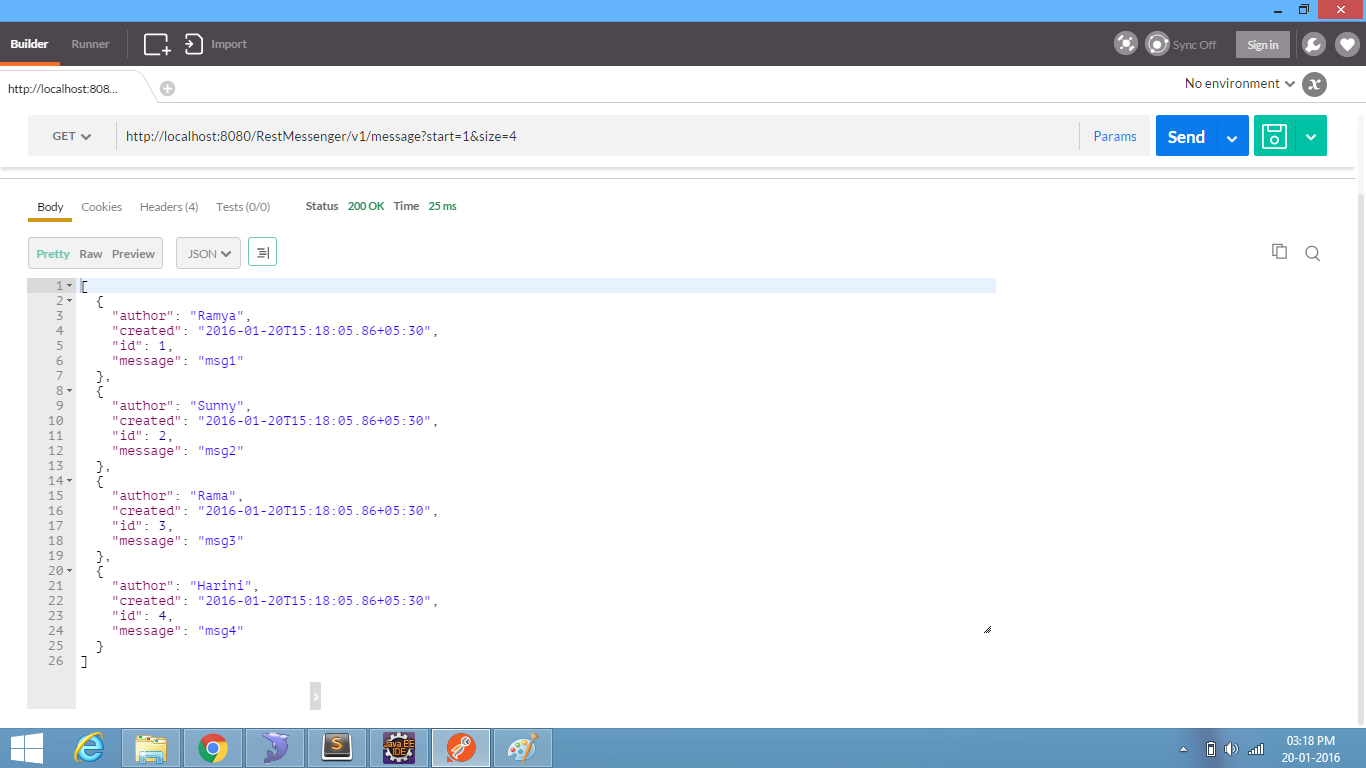 Builder Runner Import Sync Off Sign in
http://localhost:808... No environment
GET http://localhost:8080/RestMessenger/v1/message?start=1&size=4 Params Send
Body Cookies Headers (4) Tests (0/0) Status 200 OK Time 25 ms
Pretty Raw Preview JSON
1 [
2 {
3 "author": "Ramya",
4 "created": "2016-01-20T15:18:05.86+05:30",
5 "id": 1,
6 "message": "msg1"
7 },
8 {
9 "author": "Sunny",
10 "created": "2016-01-20T15:18:05.86+05:30",
11 "id": 2,
12 "message": "msg2"
13 },
14 {
15 "author": "Rama",
16 "created": "2016-01-20T15:18:05.86+05:30",
17 "id": 3,
18 "message": "msg3"
19 },
20 {
21 "author": "Harini",
22 "created": "2016-01-20T15:18:05.86+05:30",
23 "id": 4,
24 "message": "msg4"
25 }
26 ]
Java EE
IDE
03:18 PM
20-01-2016